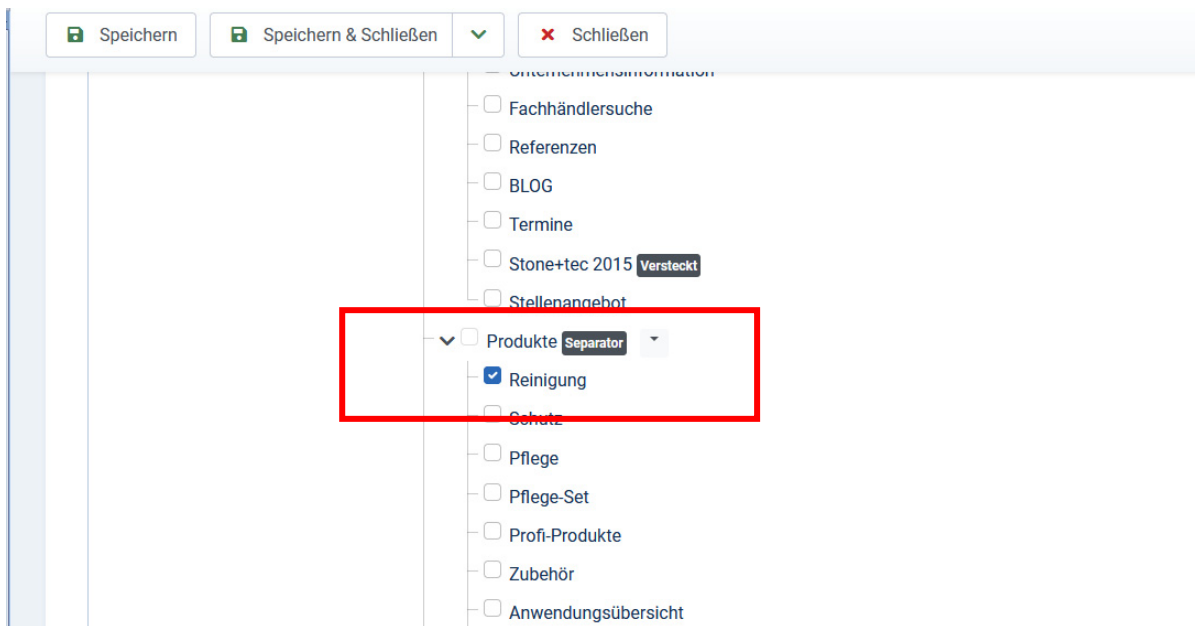 Speichern Speichern & Schließen Schließen
Unternehmensinformation
Fachhändlersuche
Referenzen
BLOG
Termine
Stone+tec 2015 Versteckt
Stellenangebot
Produkte Separator
Reinigung
Schutz
Pflege
Pflege-Set
Profi-Produkte
Zubehör
Anwendungsübersicht